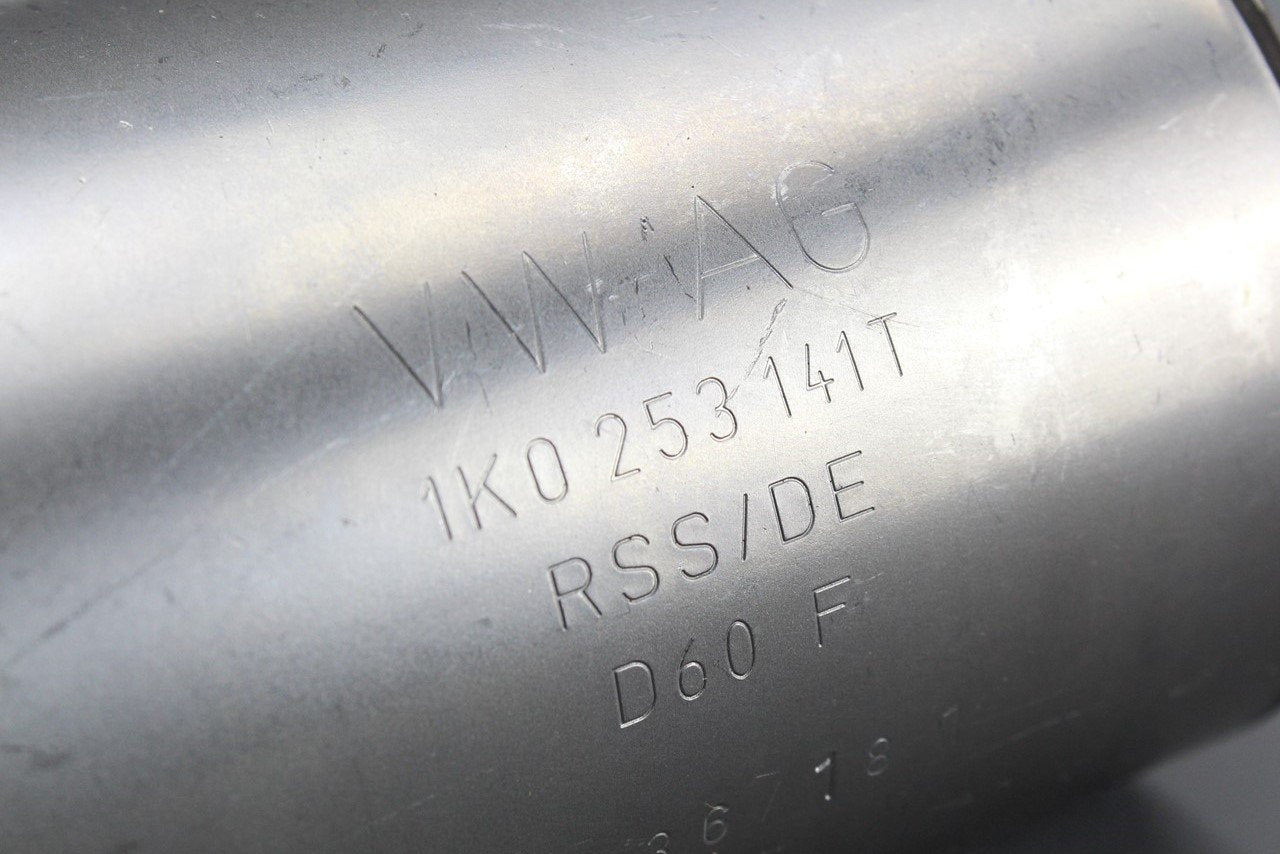 VW AG
1K0 253 141T
RSS/DE
D60 F